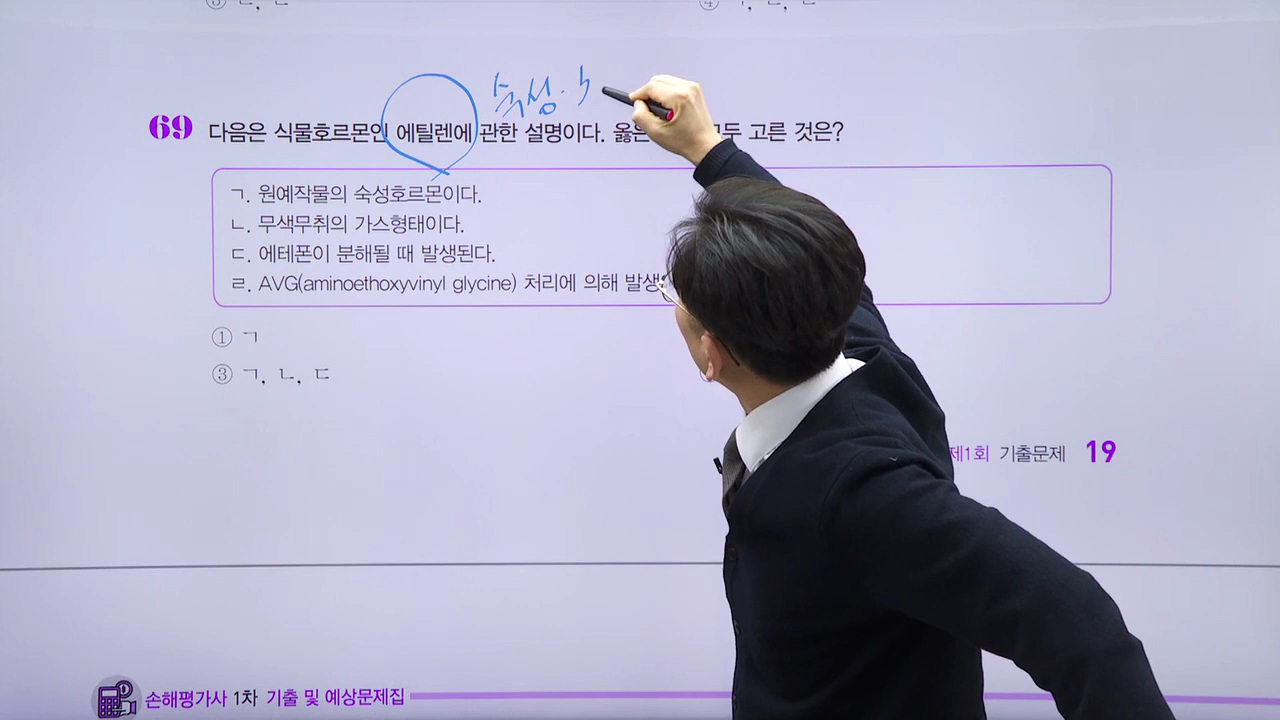 숙성.
69 다음은 식물호르몬인 에틸렌에 관한 설명이다. 옳은 모두 고른 것은?
ㄱ. 원예작물의 숙성호르몬이다.
ㄴ. 무색무취의 가스형태이다.
ㄷ. 에테폰이 분해될 때 발생된다.
ㄹ. AVG(aminoethoxyvinyl glycine) 처리에 의해 발생
① ㄱ
③ ㄱ, ㄴ, ㄷ
제1회 기출문제 19
손해평가사 1차 기출 및 예상문제집